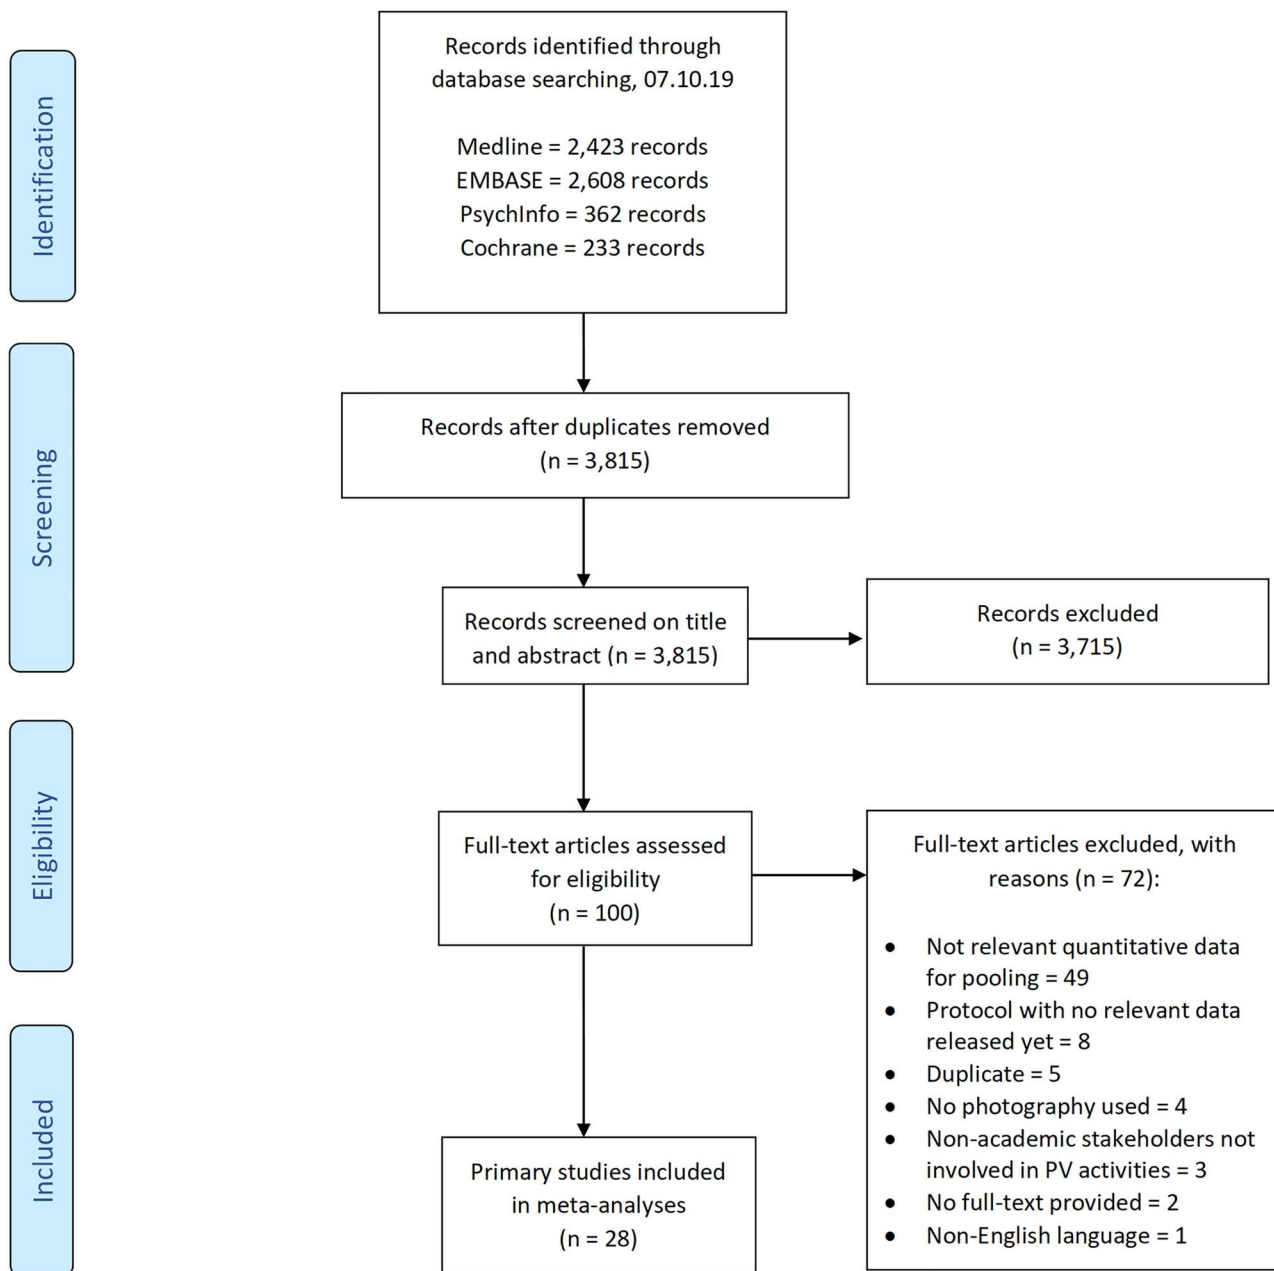 Identification
Records identified through
database searching, 07.10.19
Medline = 2,423 records
EMBASE = 2,608 records
PsychInfo = 362 records
Cochrane = 233 records
Screening
Records after duplicates removed
(n = 3,815)
Records screened on title
and abstract (n = 3,815)
Records excluded
(n = 3,715)
Eligibility
Full-text articles assessed
for eligibility
(n = 100)
Full-text articles excluded, with
reasons (n = 72):
• Not relevant quantitative data
for pooling = 49
• Protocol with no relevant data
released yet = 8
• Duplicate = 5
• No photography used = 4
• Non-academic stakeholders not
involved in PV activities = 3
• No full-text provided = 2
• Non-English language = 1
Included
Primary studies included
in meta-analyses
(n = 28)